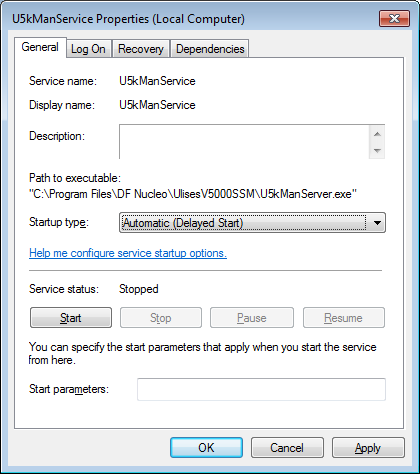 U5kManService Properties (Local Computer)
General Log On Recovery Dependencies
Service name: U5kManService
Display name: U5kManService
Description:
Path to executable:
"C:\Program Files\DF Nucleo\UlisesV5000SSM\U5kManServer.exe"
Startup type: Automatic (Delayed Start)
Help me configure service startup options.
Service status: Stopped
Start Stop Pause Resume
You can specify the start parameters that apply when you start the service
from here.
Start parameters:
OK Cancel Apply